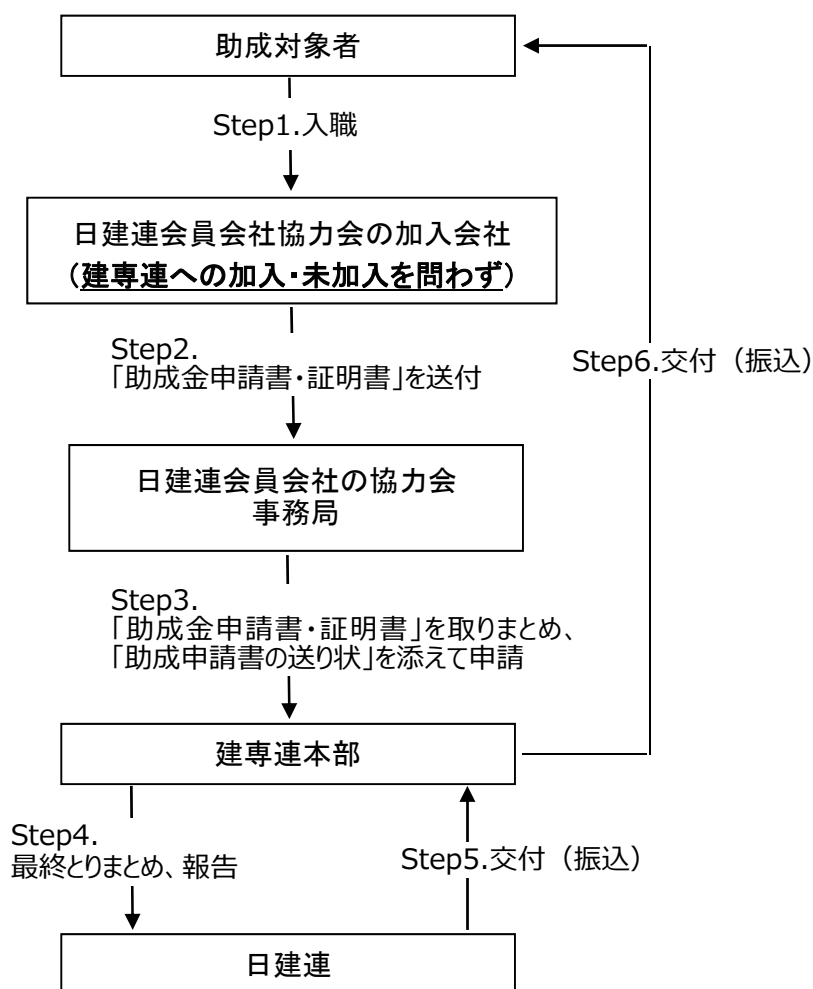 助成対象者
Step1.入職
日建連会員会社協力会の加入会社
（建専連への加入・未加入を問わず）
Step2.
「助成金申請書・証明書」を送付
Step6.交付（振込）
日建連会員会社の協力会
事務局
Step3.
「助成金申請書・証明書」を取りまとめ、
「助成申請書の送り状」を添えて申請
建専連本部
Step4.
最終とりまとめ、報告
Step5.交付（振込）
日建連